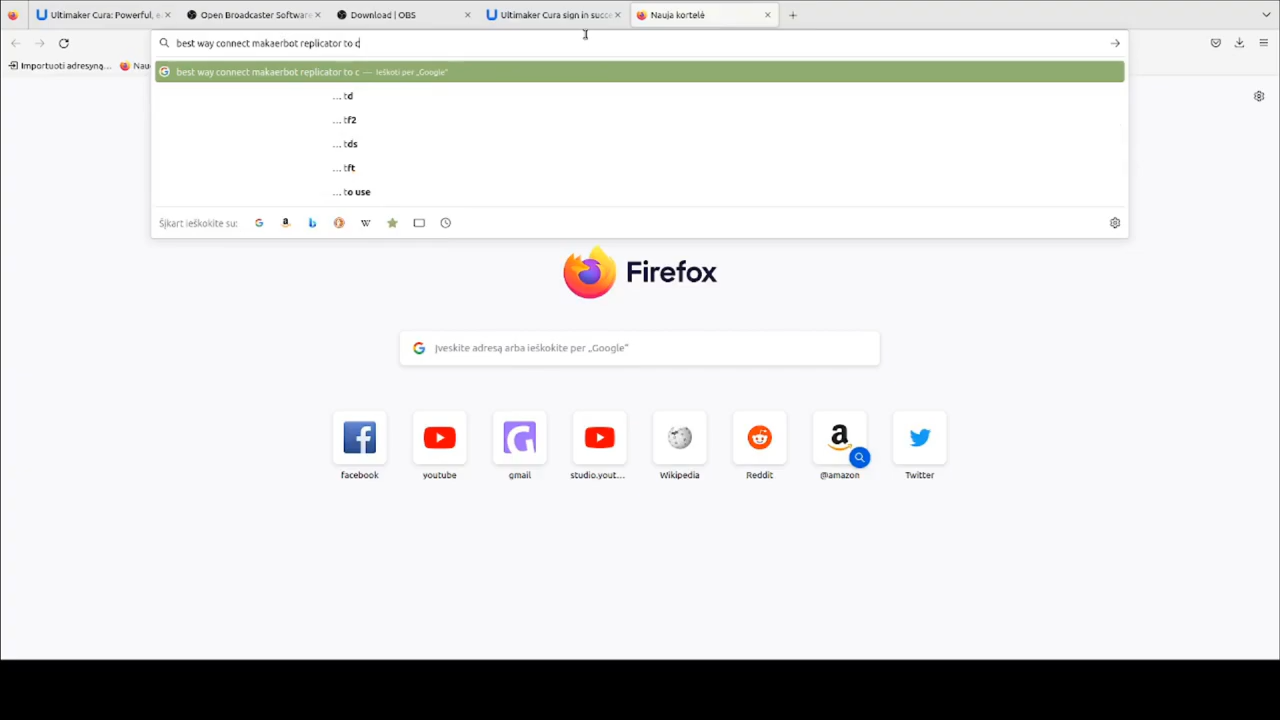 Ultimaker Cura: Powerful, e
Open Broadcaster Software
Download | OBS
Ultimaker Cura sign in succe
Nauja kortelė
best way connect makaerbot replicator to c
Importuoti adresyną...
Nau
best way connect makaerbot replicator to c — Ieškoti per „Google“
... td
... tf2
... tds
... tft
... to use
Šįkart ieškokite su:
Firefox
Įveskite adresą arba ieškokite per „Google“
facebook
youtube
gmail
studio.yout...
Wikipedia
Reddit
@amazon
Twitter